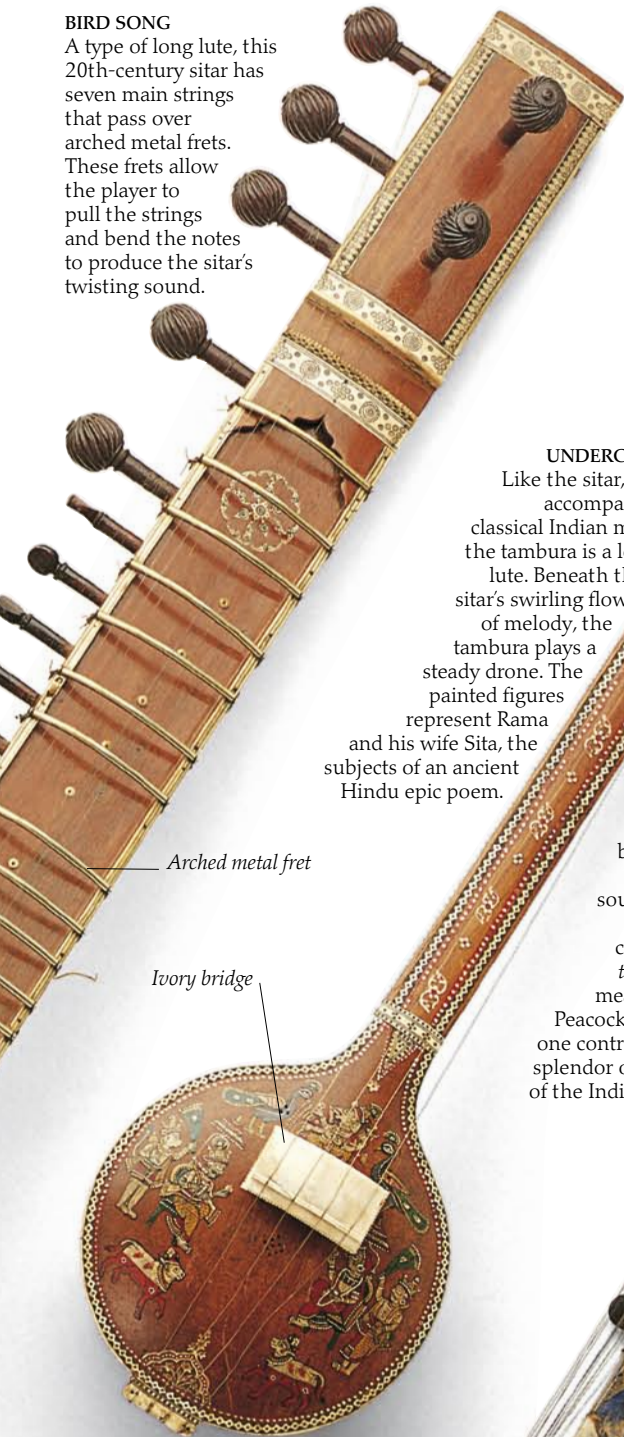 BIRD SONG
A type of long lute, this
20th-century sitar has
seven main strings
that pass over
arched metal frets.
These frets allow
the player to
pull the strings
and bend the notes
to produce the sitar's
twisting sound.
Like the sitar,
classical Indian
the tambura is a
lute. Beneath
sitar's swirling
of melody, the
tambura plays a
steady drone. The
painted figures
represent Rama
and his wife Sita, the
subjects of an ancient
Hindu epic poem.
Arched metal fret
Peacock
one
splendor
of the
Ivory bridge